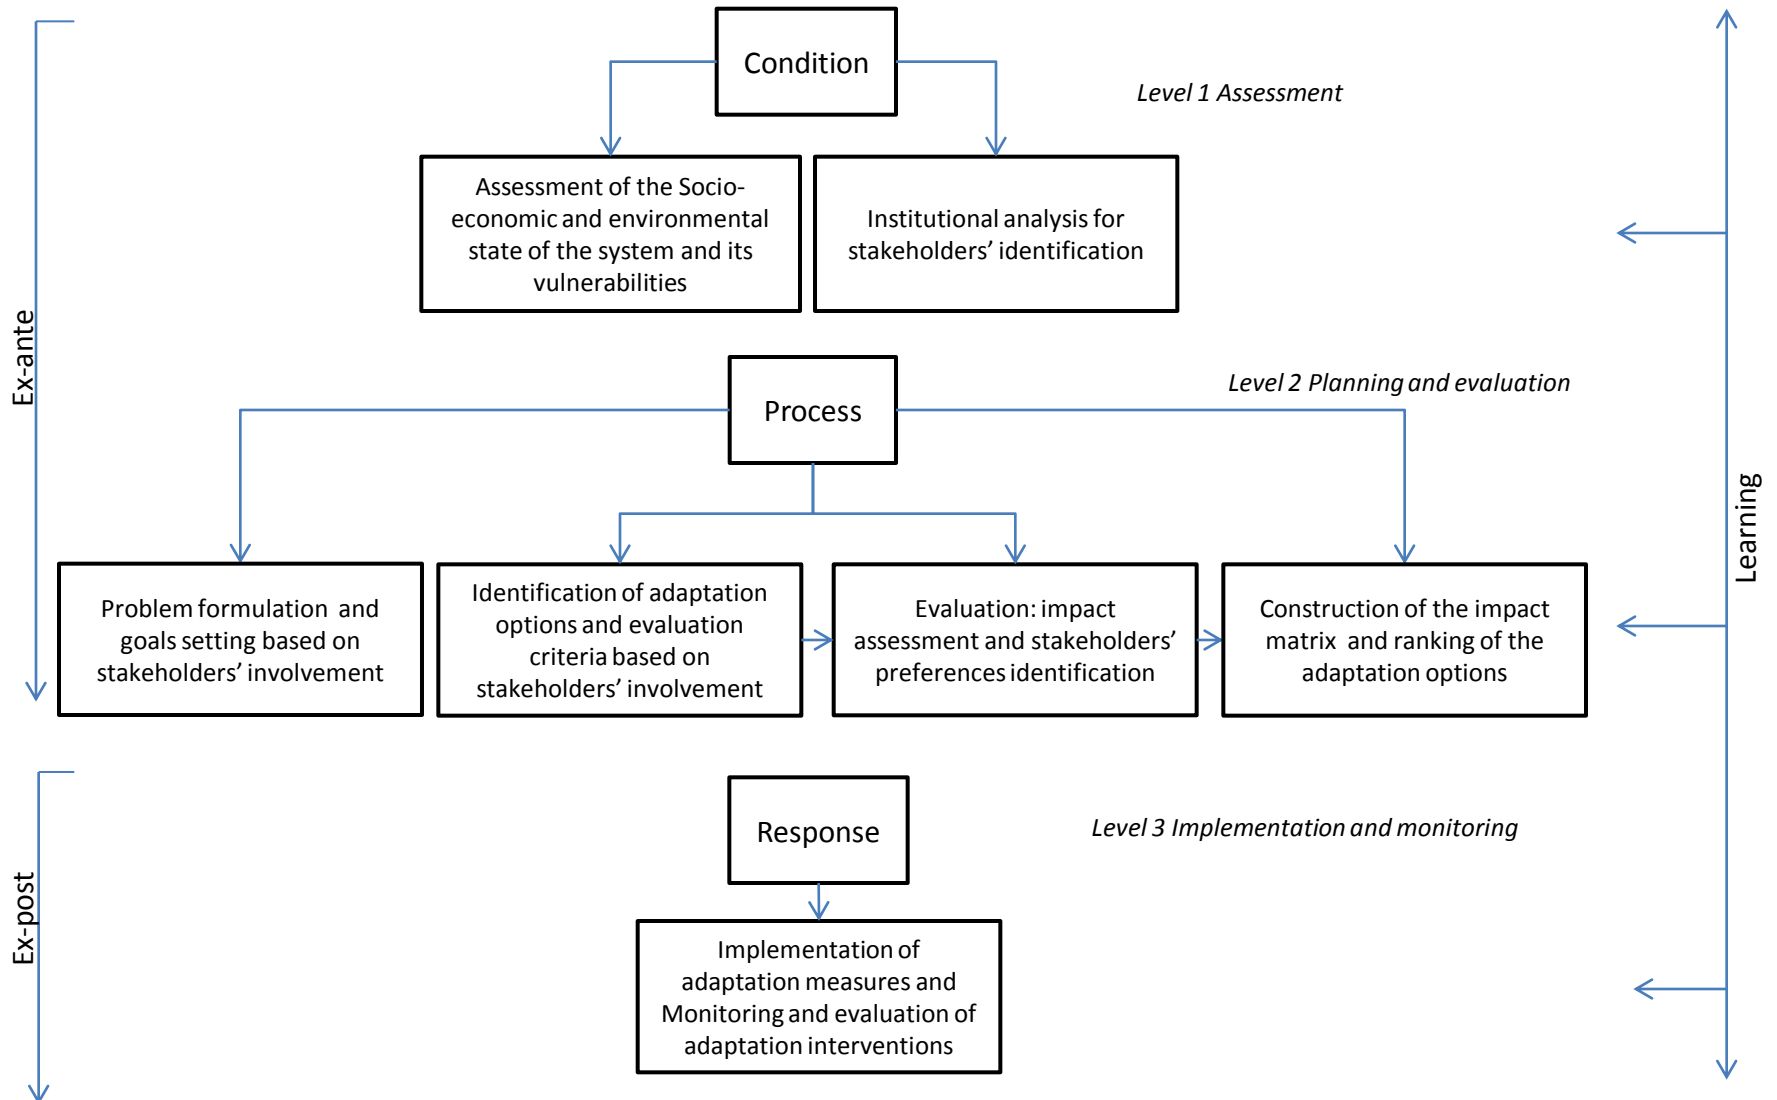 Condition
Level 1 Assessment
Assessment of the Socio-
economic and environmental
state of the system and its
vulnerabilities
Institutional analysis for
stakeholders’ identification
Ex-ante
Process
Level 2 Planning and evaluation
Learning
Problem formulation and
goals setting based on
stakeholders’ involvement
Identification of adaptation
options and evaluation
criteria based on
stakeholders’ involvement
Evaluation: impact
assessment and stakeholders’
preferences identification
Construction of the impact
matrix and ranking of the
adaptation options
Response
Level 3 Implementation and monitoring
Ex-post
Implementation of
adaptation measures and
Monitoring and evaluation of
adaptation interventions